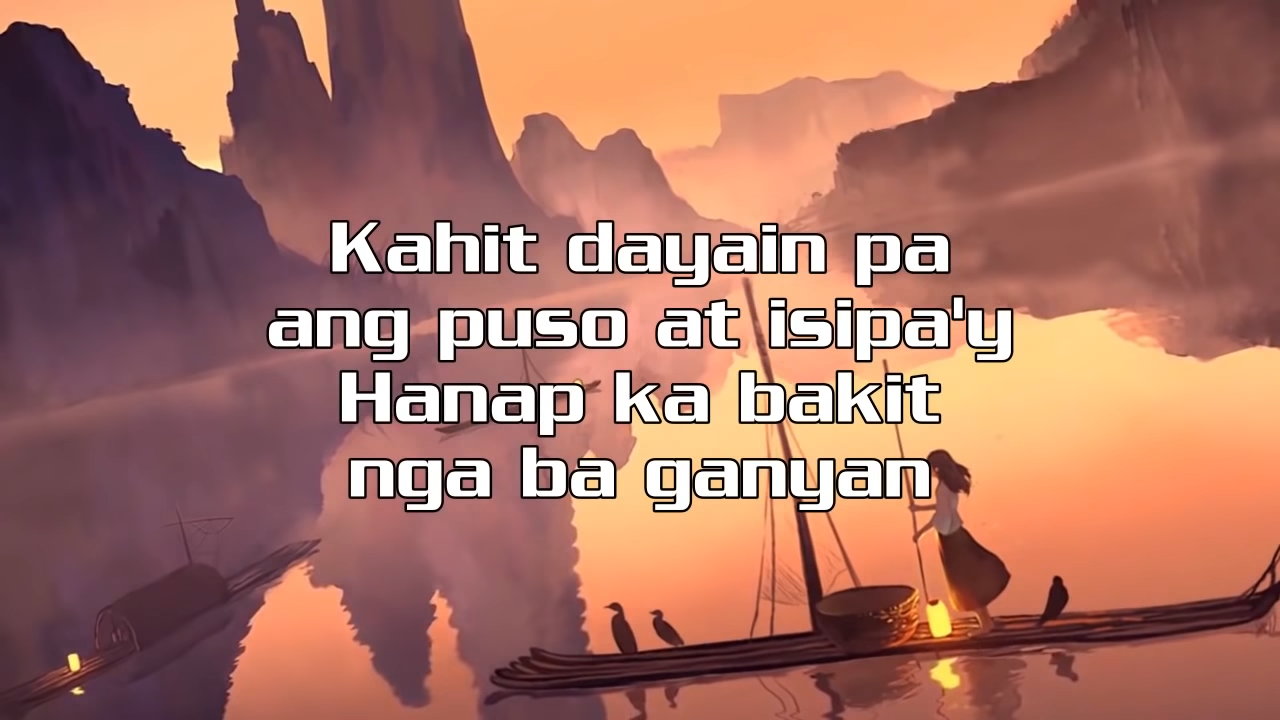 Kahit dayain pa
ang puso at isipa'y
Hanap ka bakit
nga ba ganyan